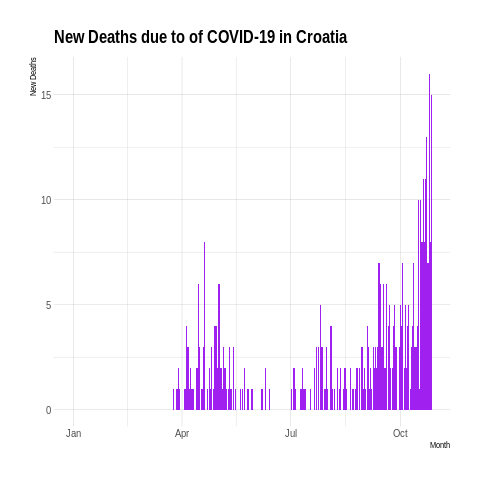 New Deaths due to of COVID-19 in Croatia
New Deaths
15
10
5
0
Jan Apr Jul Oct
Month